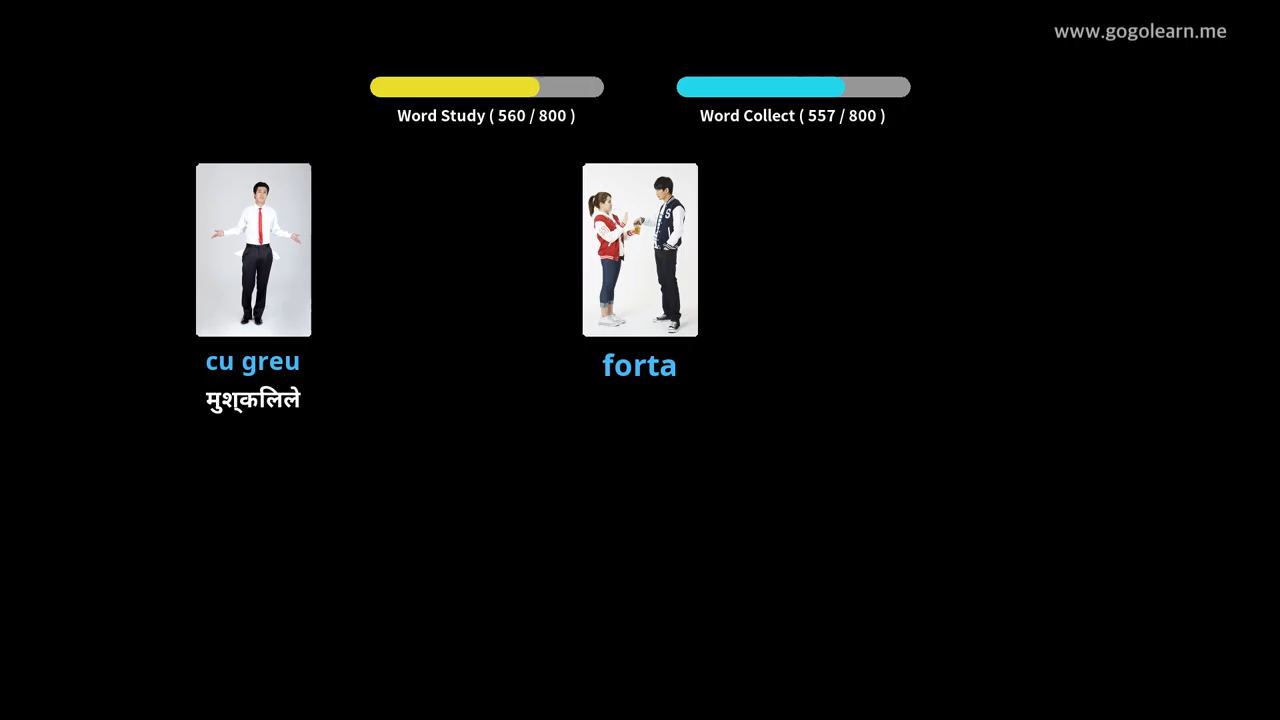 www.gogolearn.me
Word Study ( 560 / 800 )
Word Collect ( 557 / 800 )
cu greu
मुश्कलिले
forta